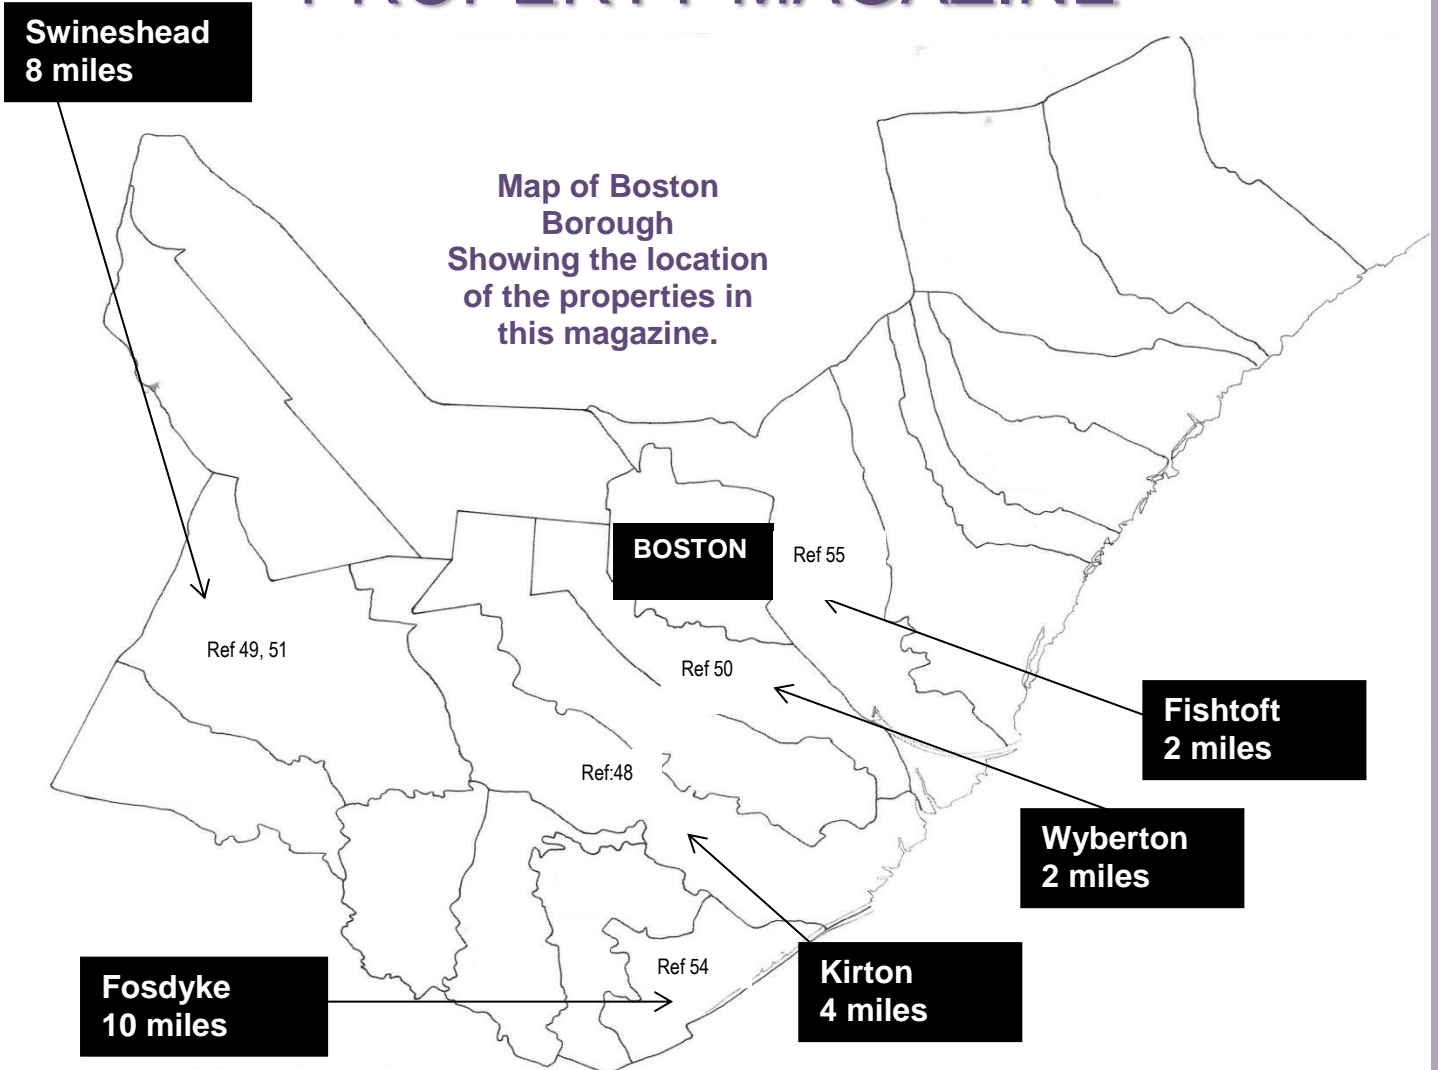 PROPERTY MAGAZINE
Swineshead
8 miles
Map of Boston
Borough
Showing the location
of the properties in
this magazine.
BOSTON
Ref 55
Ref 49, 51
Ref 50
Fishtoft
2 miles
Ref:48
Wyberton
2 miles
Ref 54
Kirton
4 miles
Fosdyke
10 miles